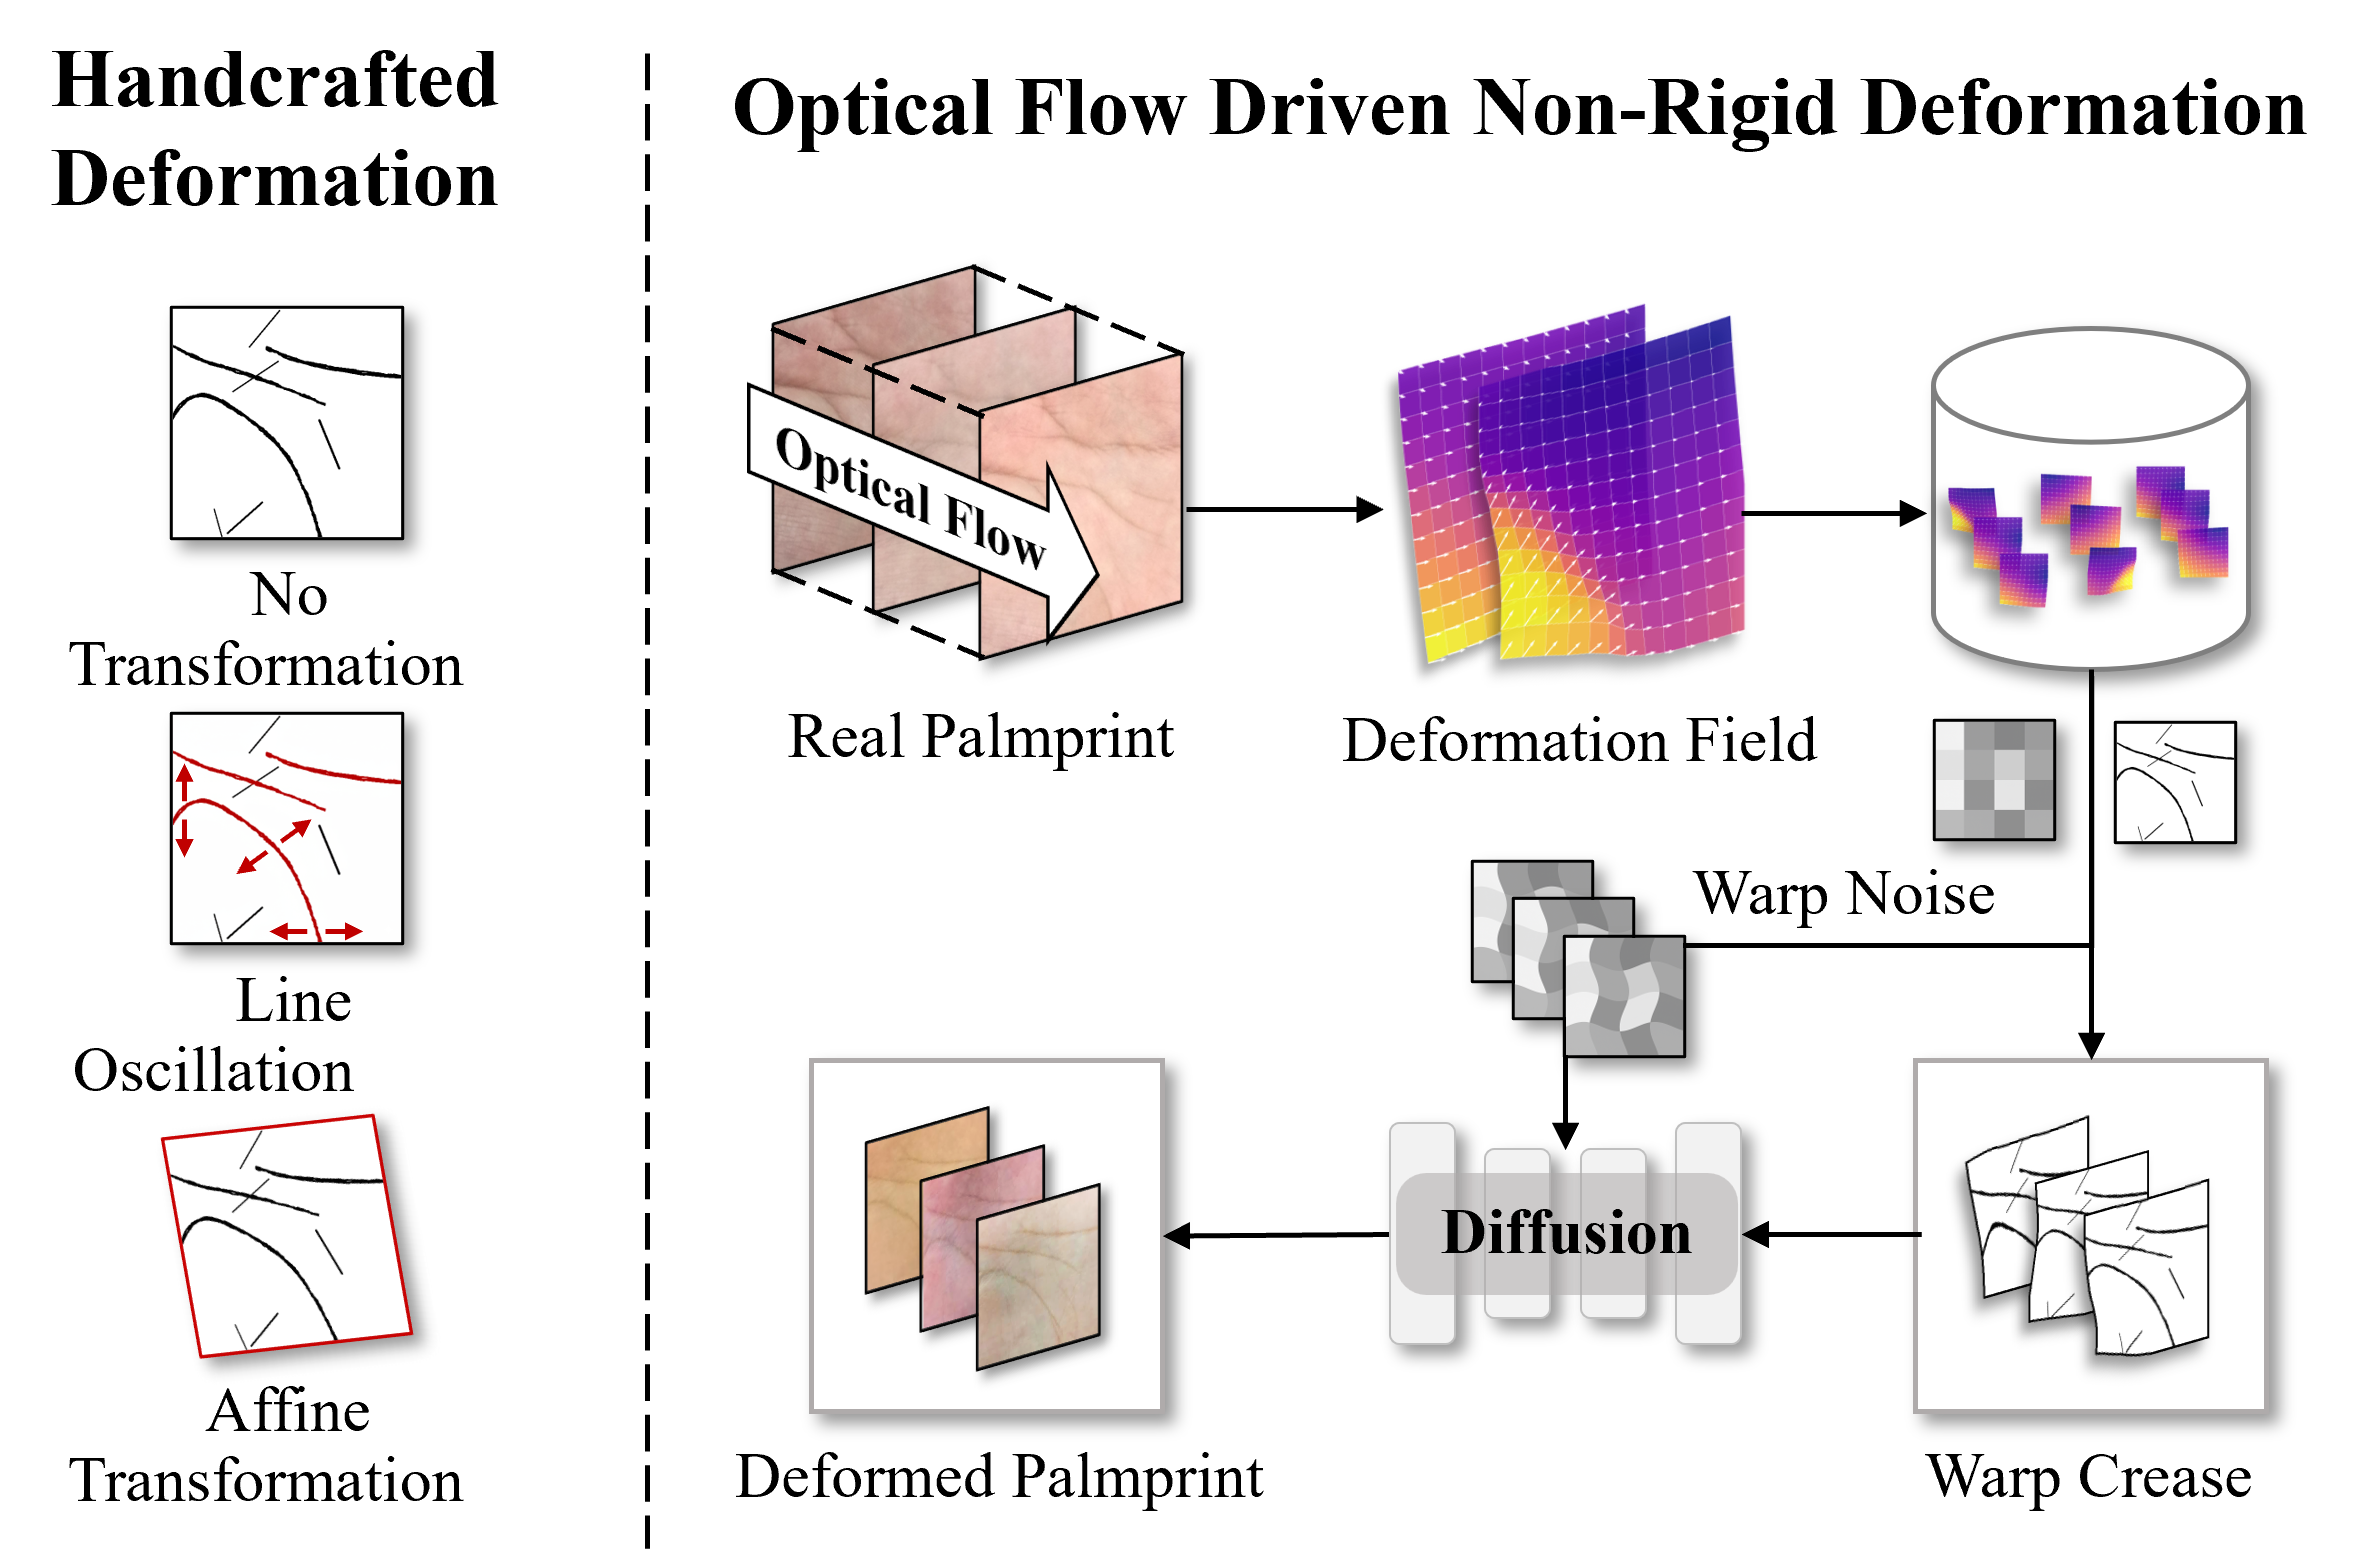 Handcrafted
Deformation
No
Transformation
Line
Oscillation
Affine
Transformation
Optical Flow Driven Non-Rigid Deformation
Optical Flow
Real Palmprint
Deformation Field
Warp Noise
Diffusion
Deformed Palmprint
Warp Crease